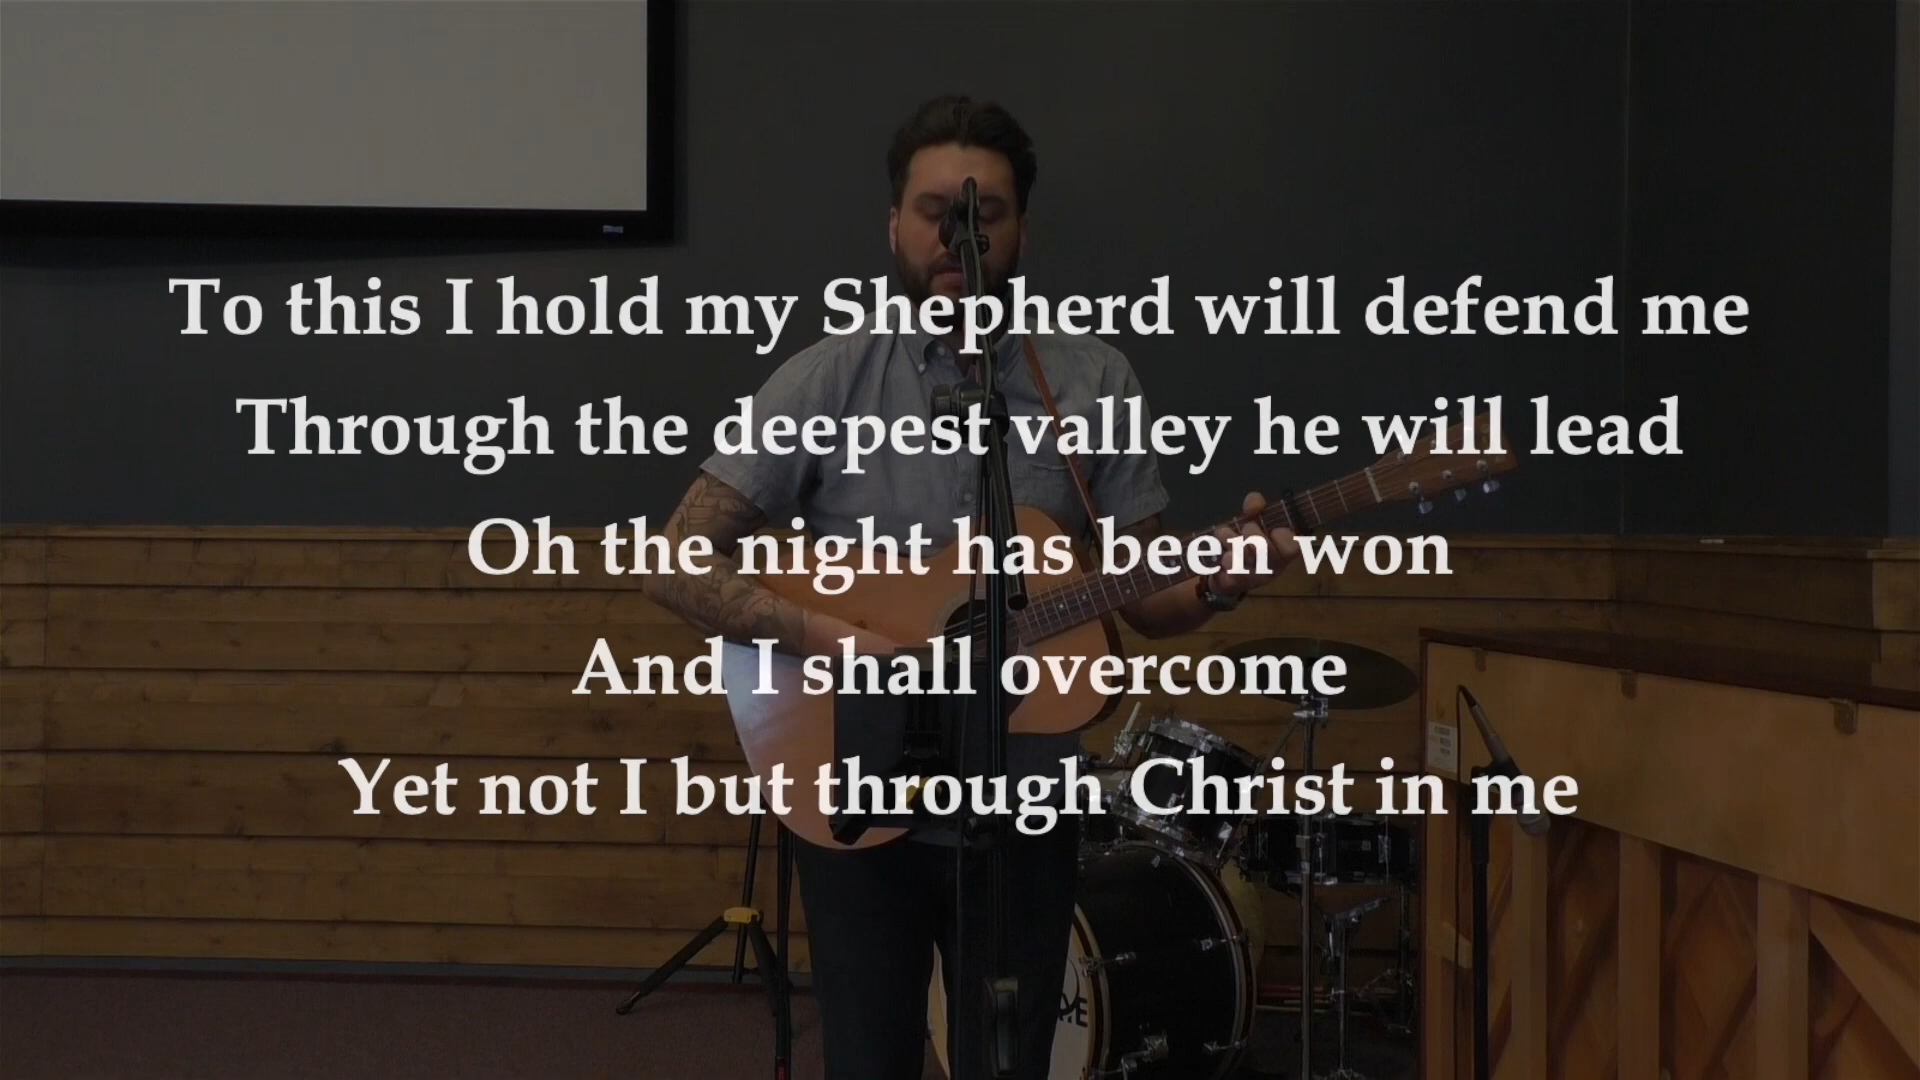 To this I hold my Shepherd will defend me
Through the deepest valley he will lead
Oh the night has been won
And I shall overcome
Yet not I but through Christ in me